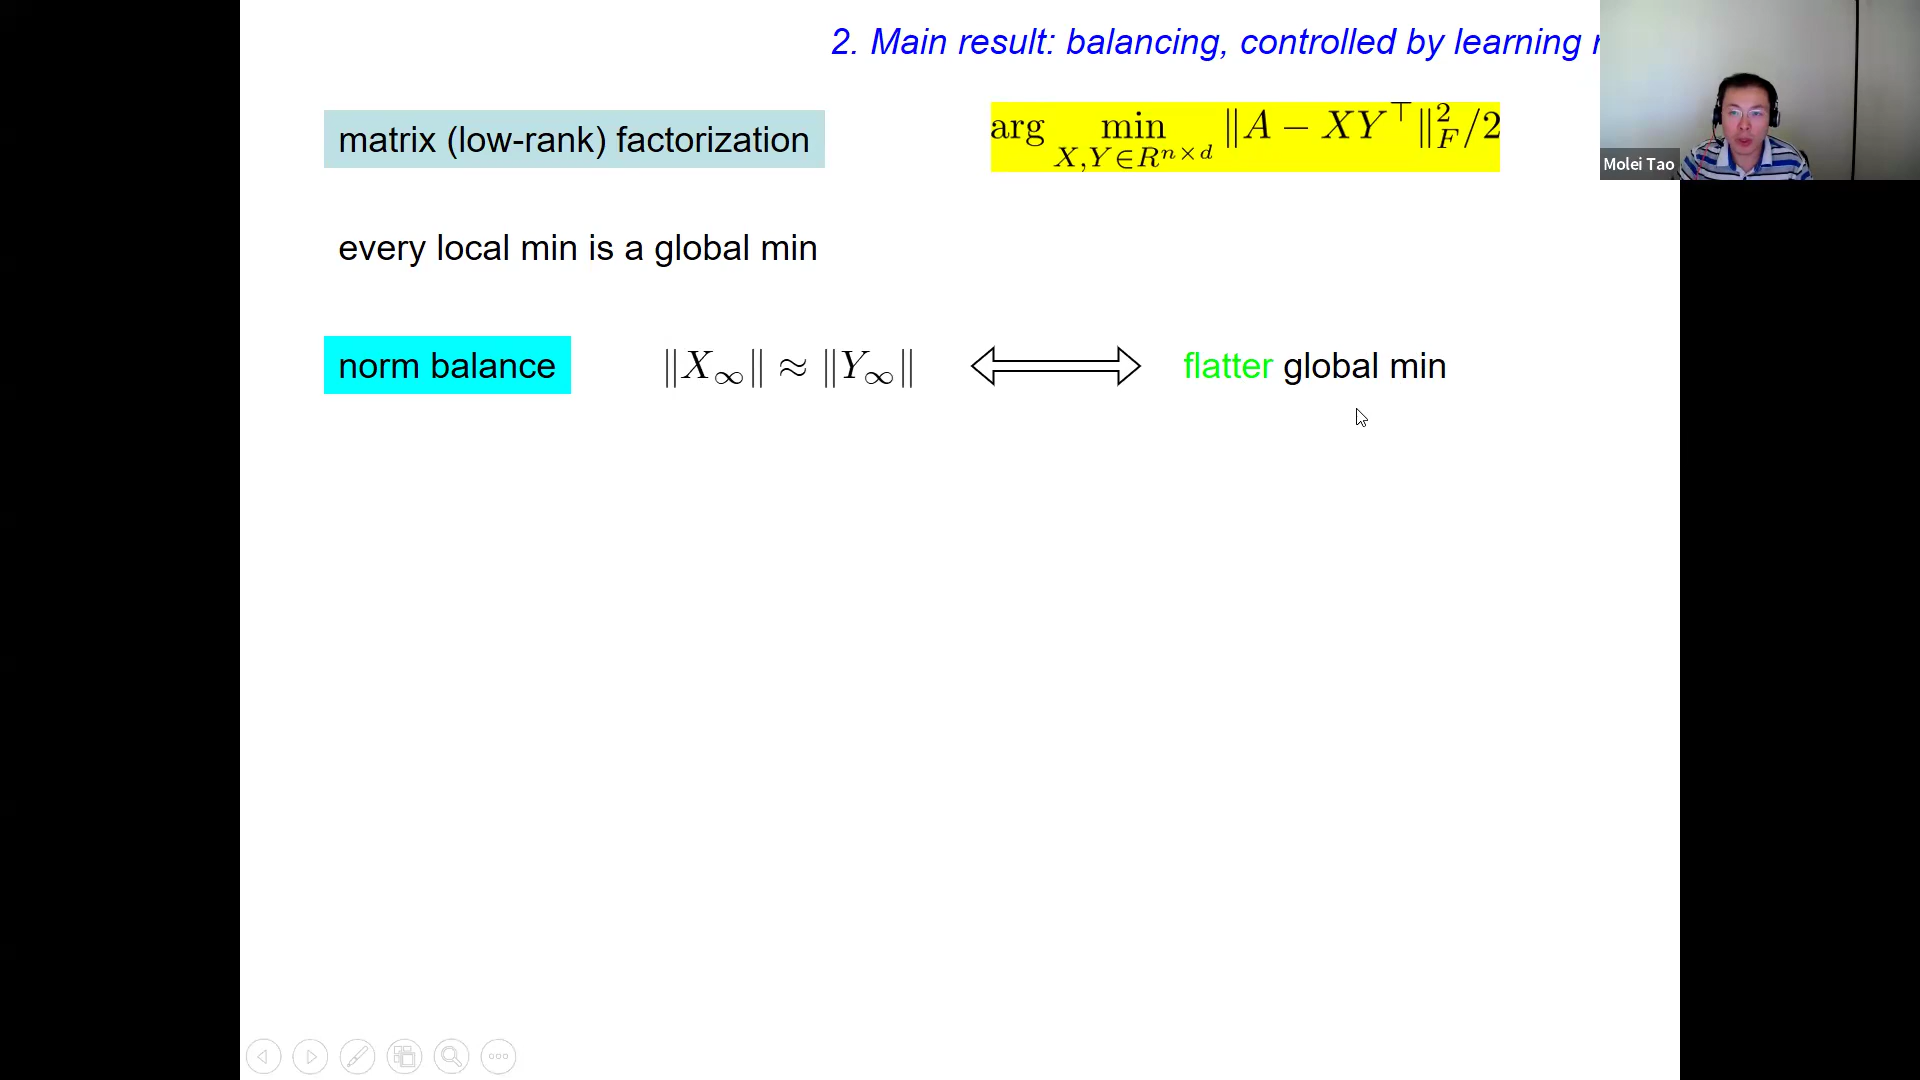 2. Main result: balancing, controlled by learning
matrix (low-rank) factorization
arg min_{X,Y∈R^{n×d}} ‖A − XY^⊤‖_F^2/2
Molei Tao
every local min is a global min
norm balance ‖X_∞‖ ≈ ‖Y_∞‖ flatter global min